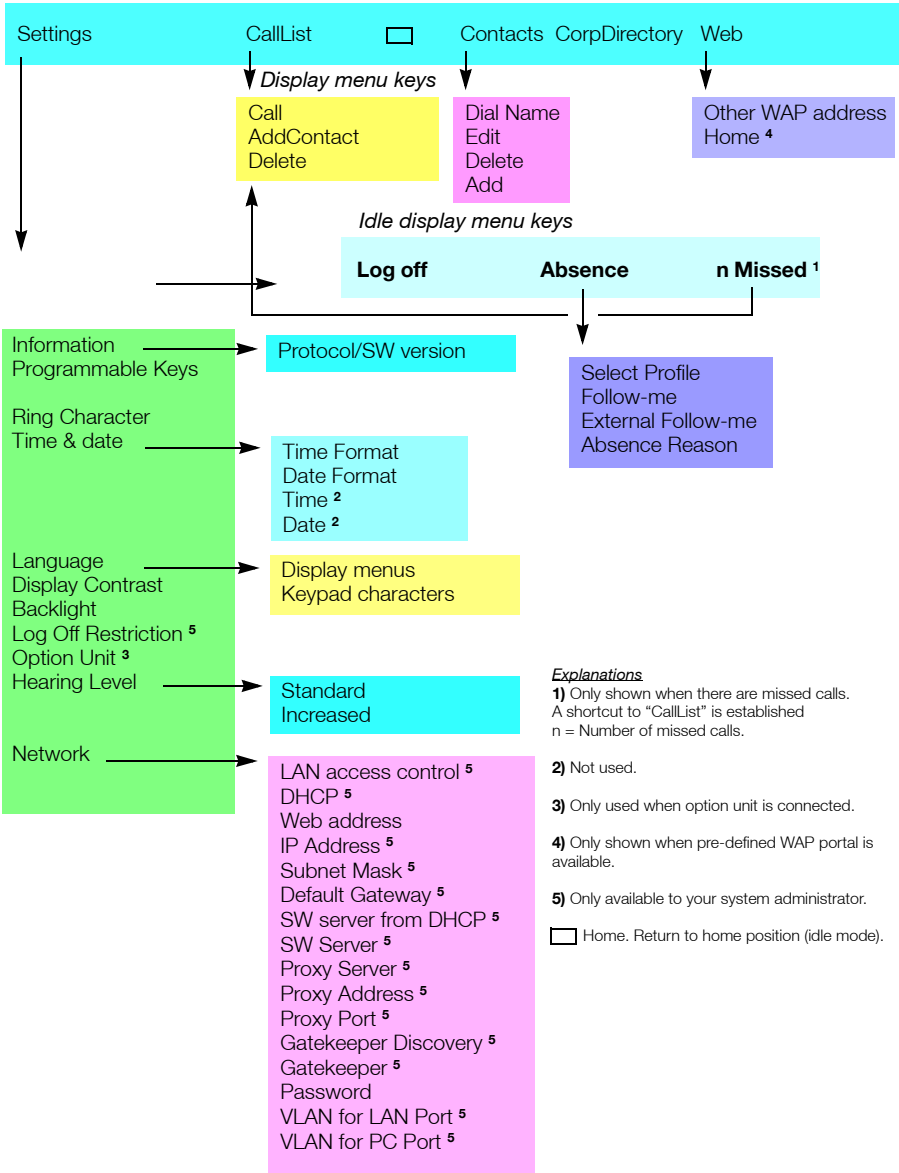 Settings CallList Contacts CorpDirectory Web
Display menu keys
Call
AddContact
Delete
Dial Name
Edit
Delete
Add
Other WAP address
Home 4
Idle display menu keys
Log off Absence n Missed 1
Information
Programmable Keys
Ring Character
Time & date
Language
Display Contrast
Backlight
Log Off Restriction 5
Option Unit 3
Hearing Level
Network
Protocol/SW version
Select Profile
Follow-me
External Follow-me
Absence Reason
Time Format
Date Format
Time 2
Date 2
Display menus
Keypad characters
Standard
Increased
LAN access control 5
DHCP 5
Web address
IP Address 5
Subnet Mask 5
Default Gateway 5
SW server from DHCP 5
SW Server 5
Proxy Server 5
Proxy Address 5
Proxy Port 5
Gatekeeper Discovery 5
Gatekeeper 5
Password
VLAN for LAN Port 5
VLAN for PC Port 5
Explanations
1) Only shown when there are missed calls.
A shortcut to “CallList” is established
n = Number of missed calls.
2) Not used.
3) Only used when option unit is connected.
4) Only shown when pre-defined WAP portal is
available.
5) Only available to your system administrator.
Home. Return to home position (idle mode).